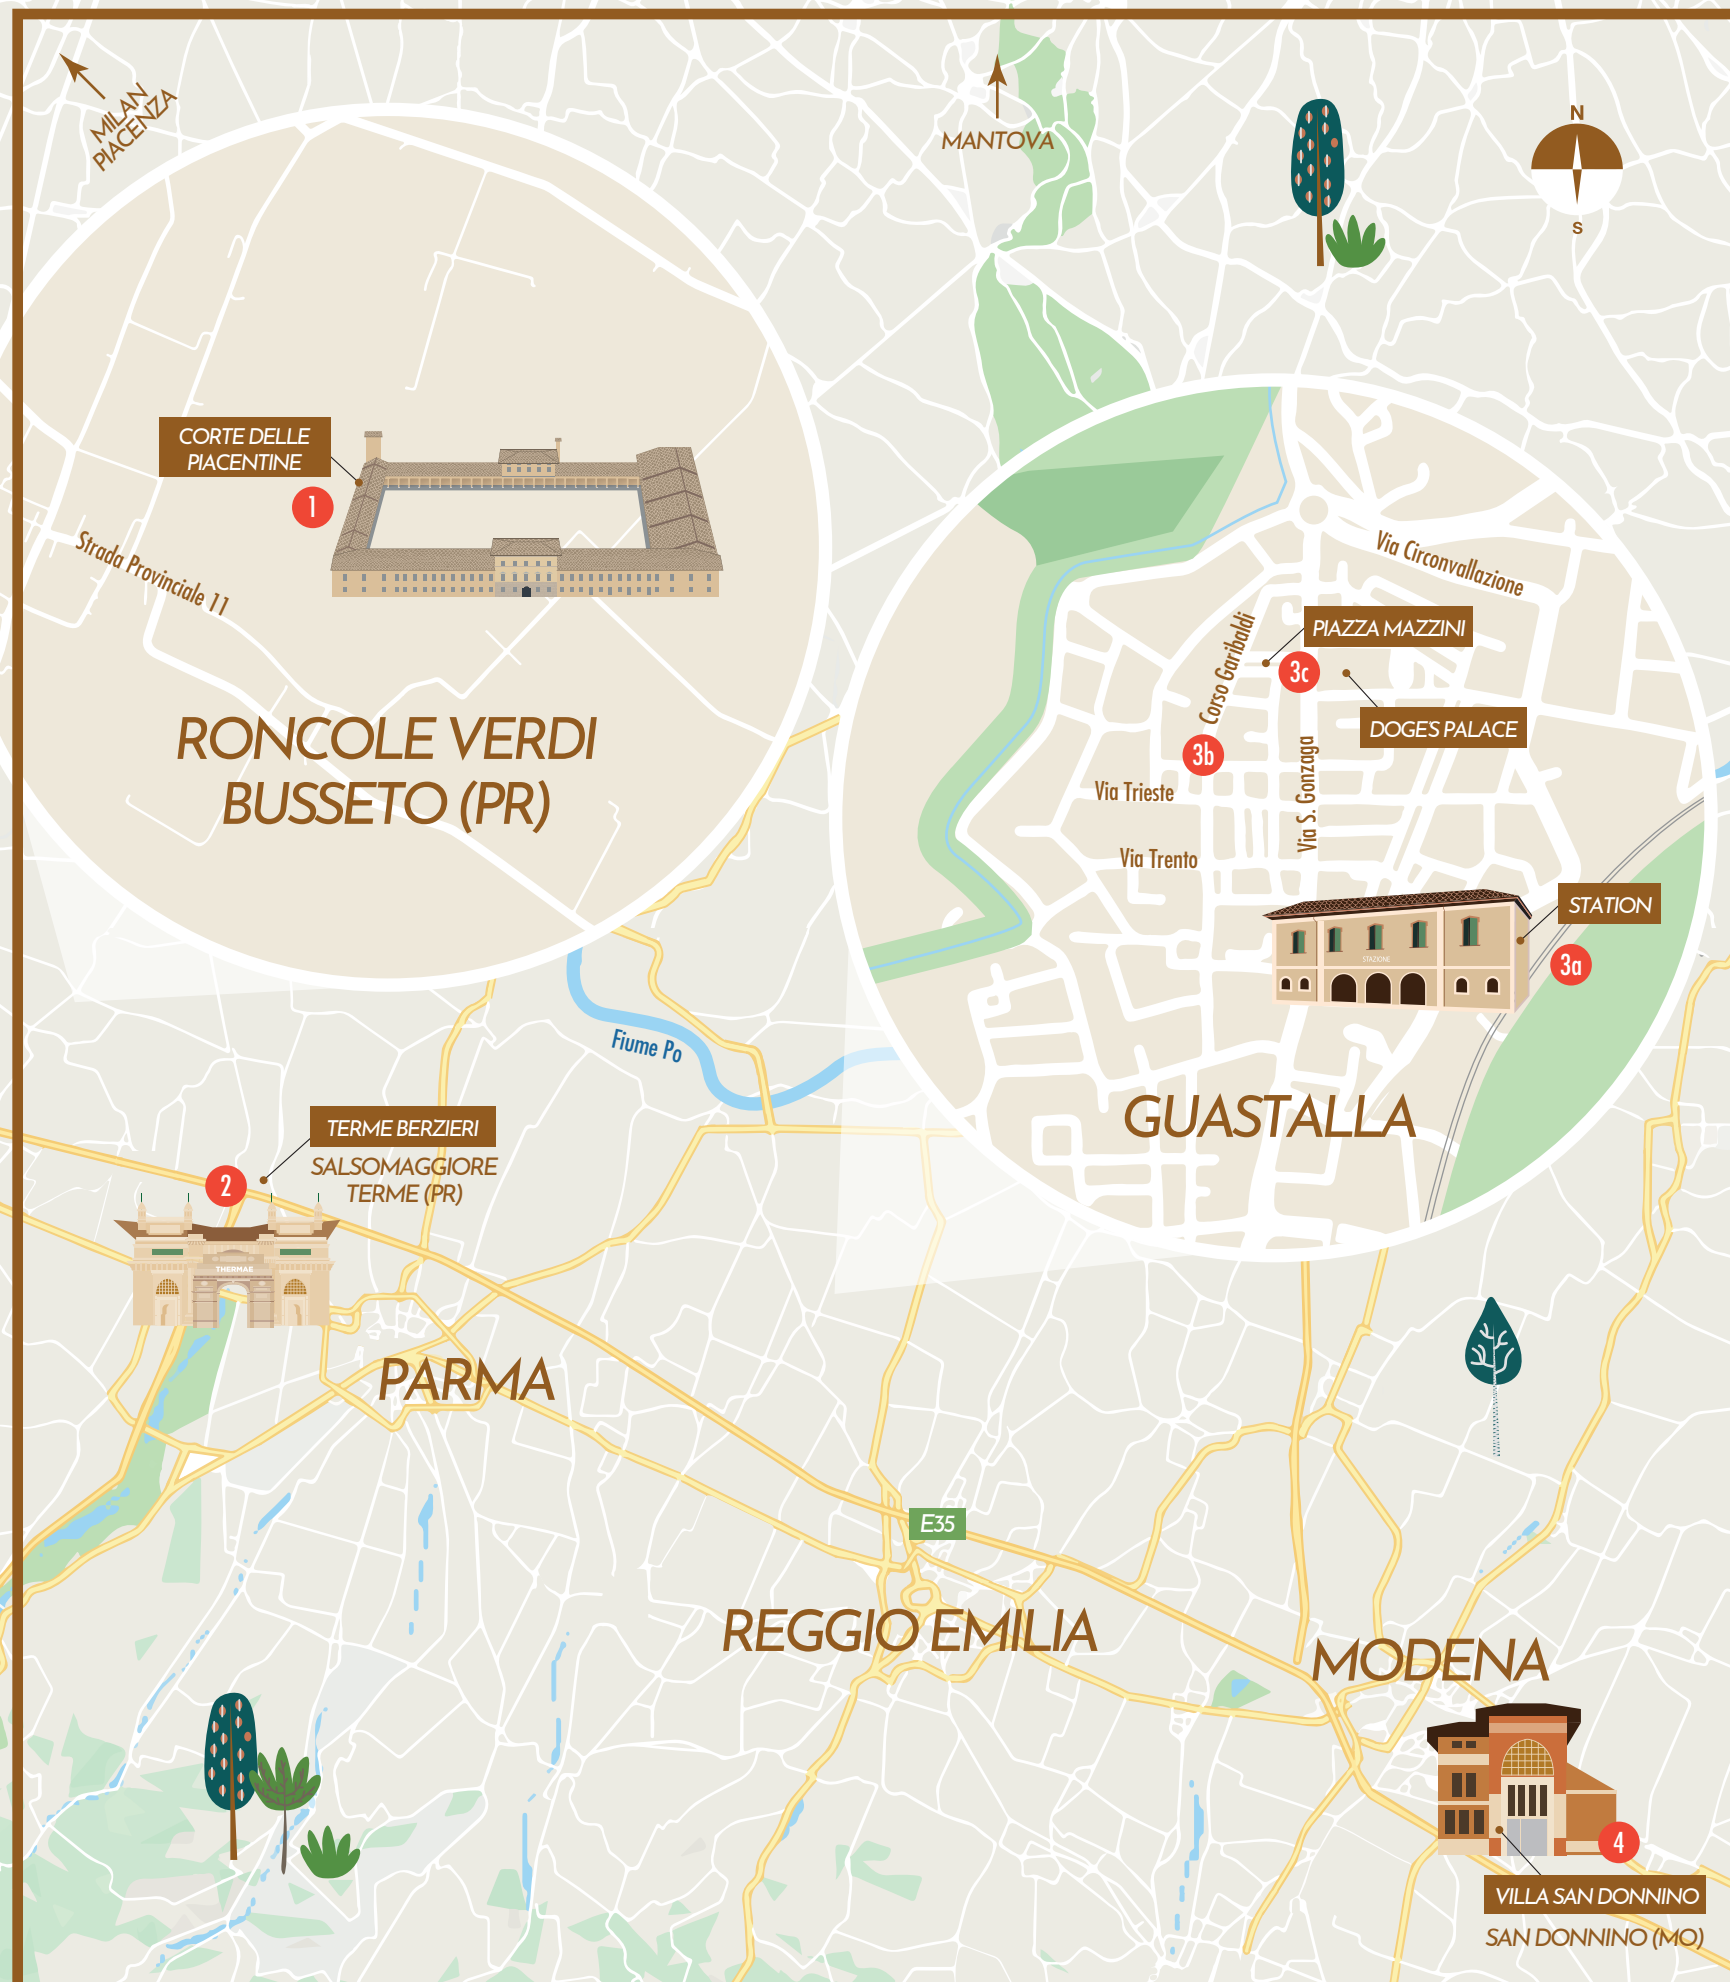 MILAN
PIACENZA
MANTOVA
N
S
CORTE DELLE
PIACENTINE
1
Strada Provinciale 11
RONCOLE VERDI
BUSSETO (PR)
Via Circonvallazione
PIAZZA MAZZINI
Corso Garibaldi
3c
DOGE'S PALACE
3b
Via S. Gonzaga
Via Trieste
Via Trento
STATION
STAZIONE
3a
GUASTALLA
Fiume Po
TERME BERZIERI
SALSOMAGGIORE
TERME (PR)
2
THERMAE
PARMA
E35
REGGIO EMILIA
MODENA
4
VILLA SAN DONNINO
SAN DONNINO (MO)